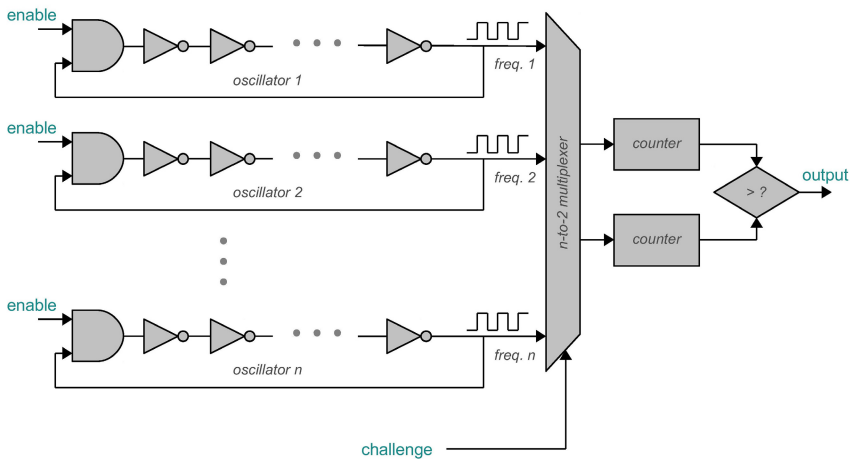 enable
oscillator 1
freq. 1
enable
oscillator 2
freq. 2
enable
oscillator n
freq. n
n-to-2 multiplexer
counter
counter
> ?
output
challenge